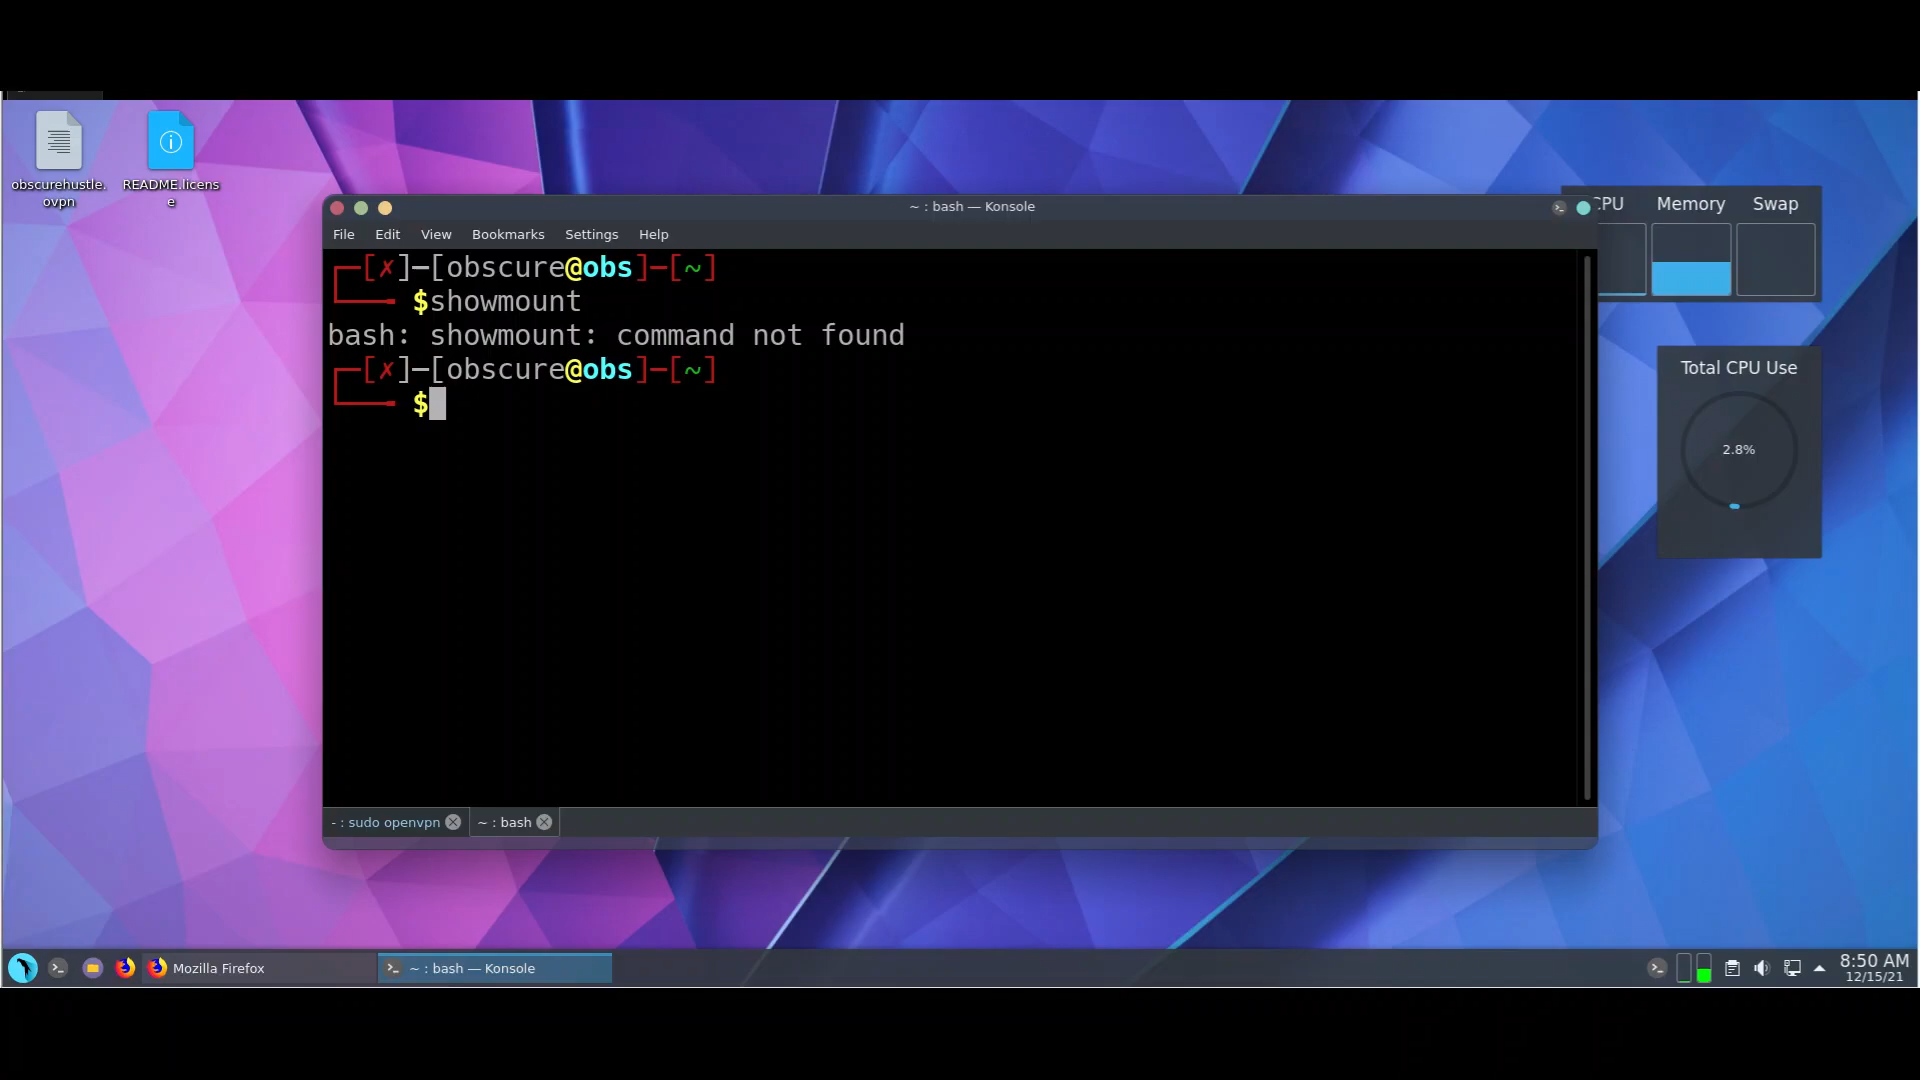 obscurehustle.
ovpn
README.licens
e
~ : bash — Konsole
File Edit View Bookmarks Settings Help
┌─[✗]─[obscure@obs]─[~]
└──╼ $showmount
bash: showmount: command not found
┌─[✗]─[obscure@obs]─[~]
└──╼ $
- : sudo openvpn
~ : bash
CPU Memory Swap
Total CPU Use
2.8%
Mozilla Firefox
~ : bash — Konsole
8:50 AM
12/15/21